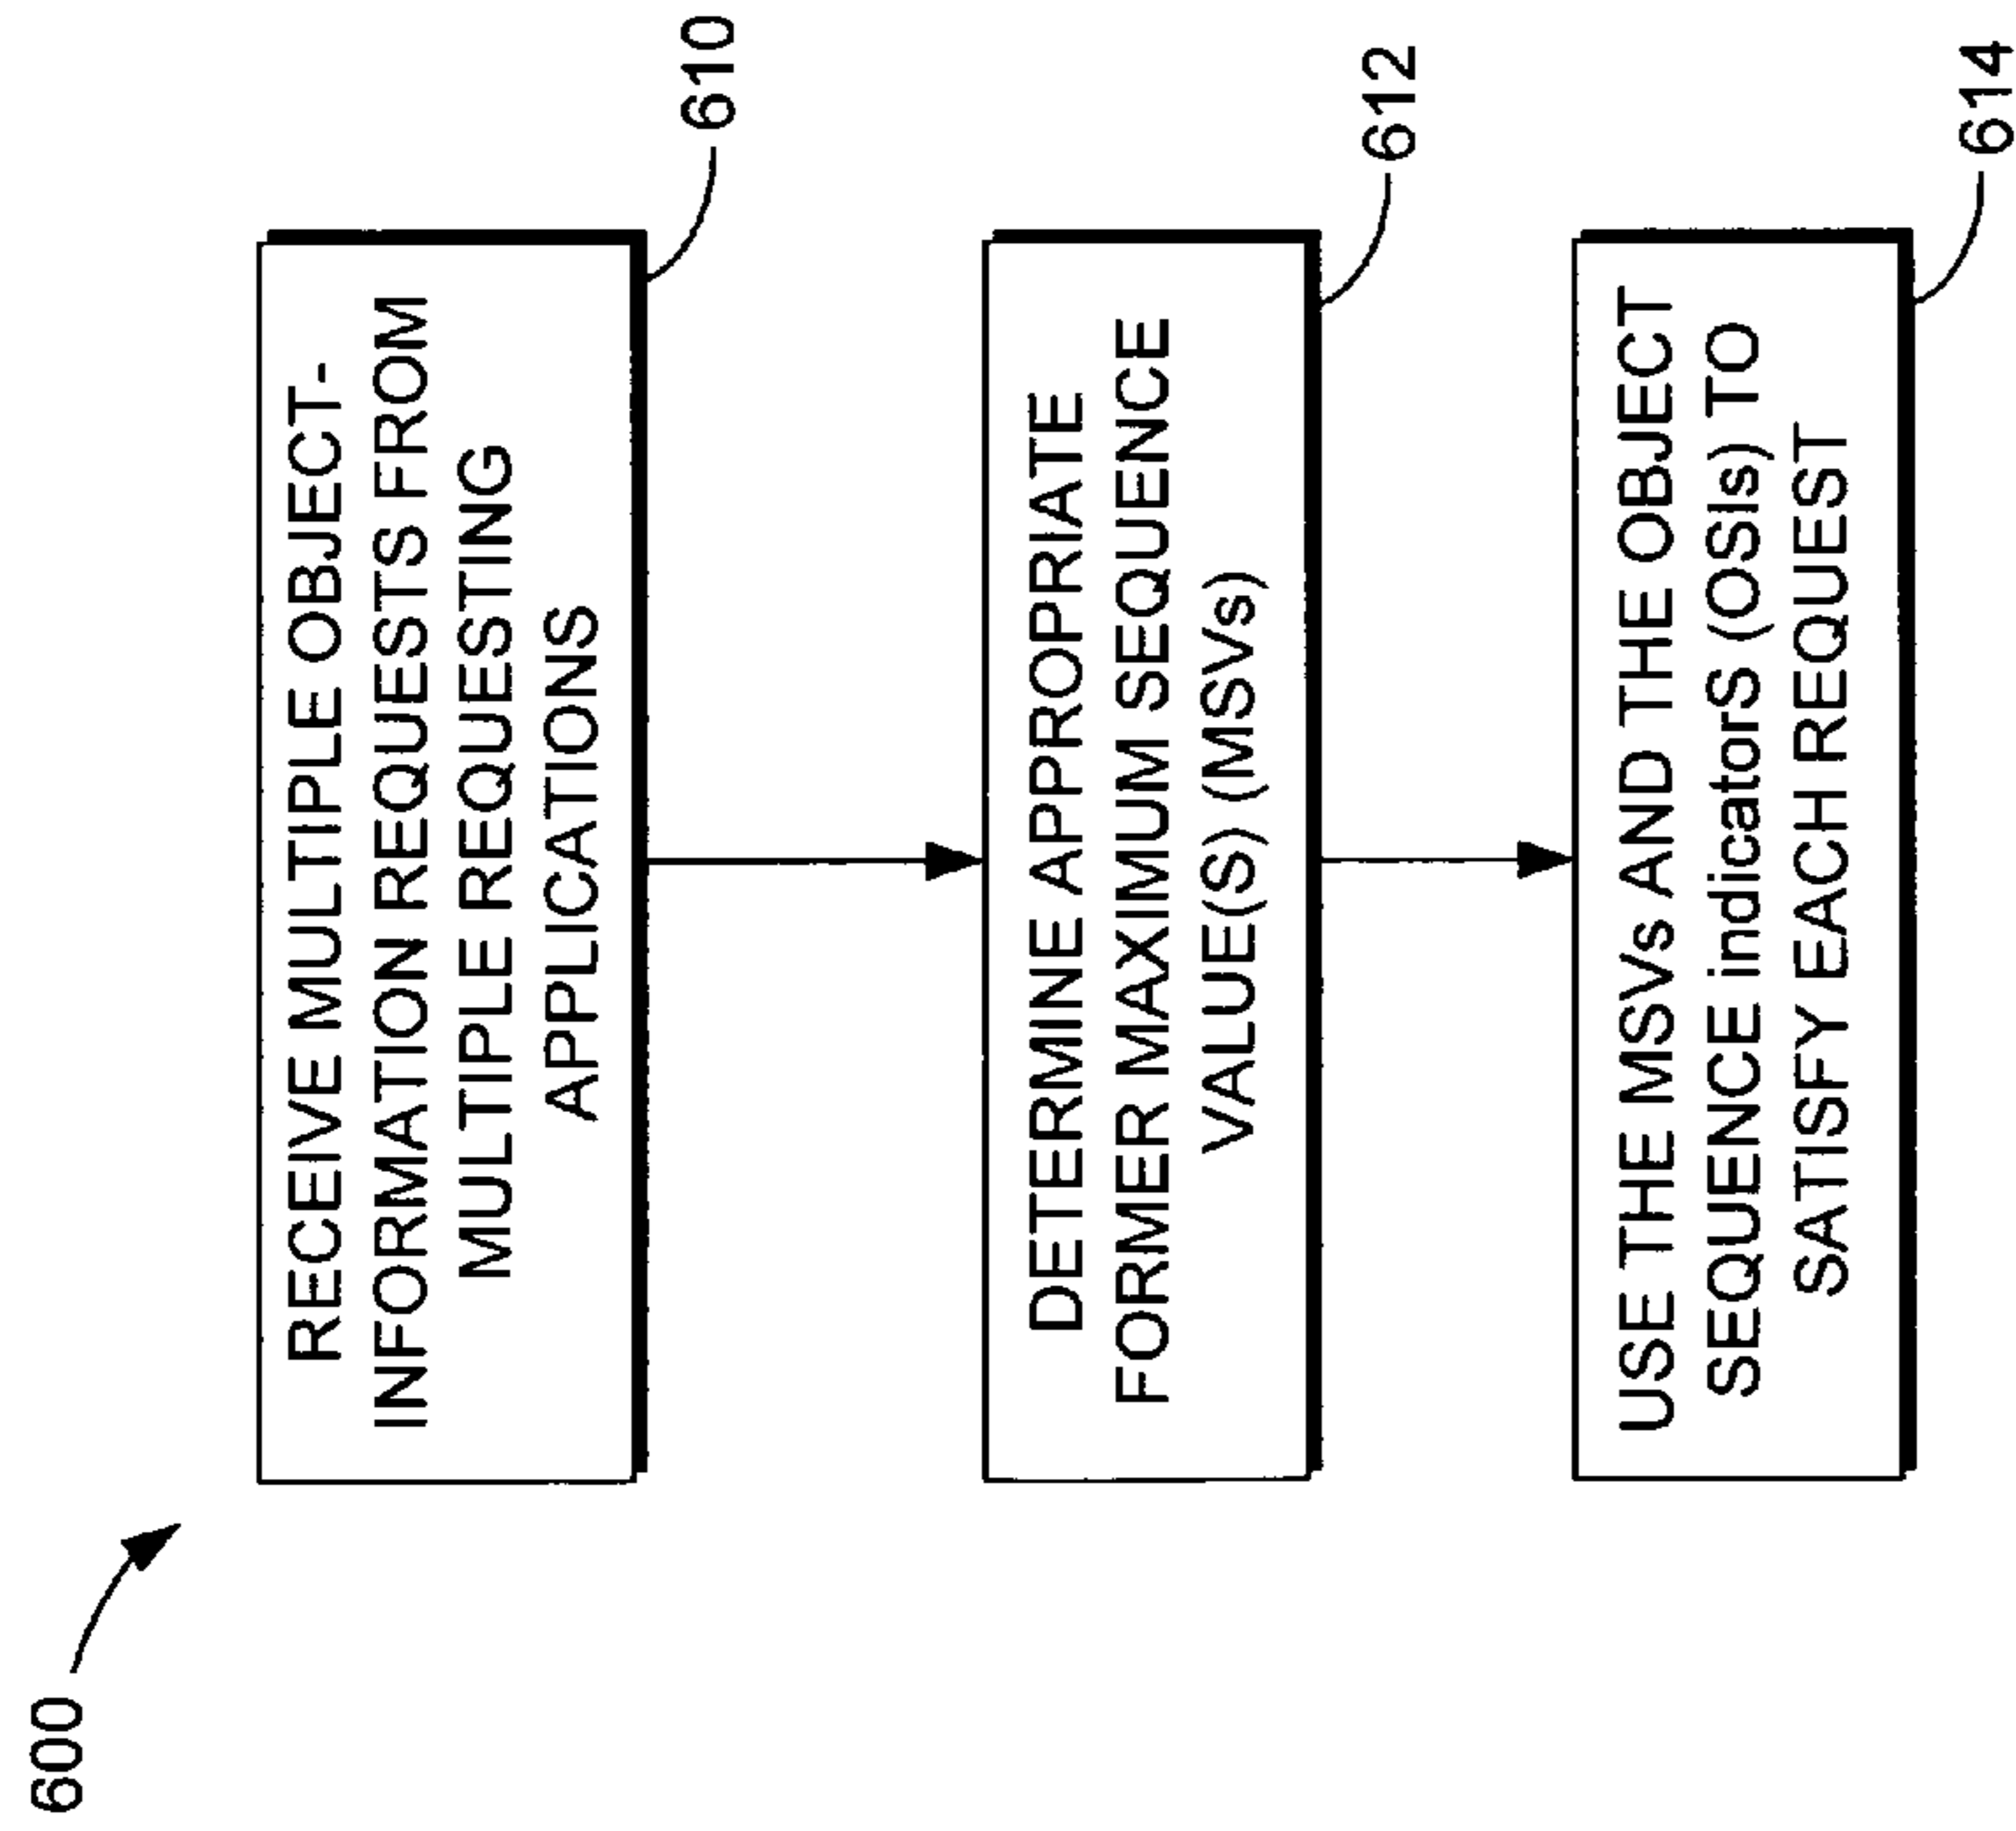 600
RECEIVE MULTIPLE OBJECT-
INFORMATION REQUESTS FROM
MULTIPLE REQUESTING
APPLICATIONS
610
DETERMINE APPROPRIATE
FORMER MAXIMUM SEQUENCE
VALUE(S) (MSVs)
612
USE THE MSVs AND THE OBJECT
SEQUENCE indicatorS (OSIs) TO
SATISFY EACH REQUEST
614